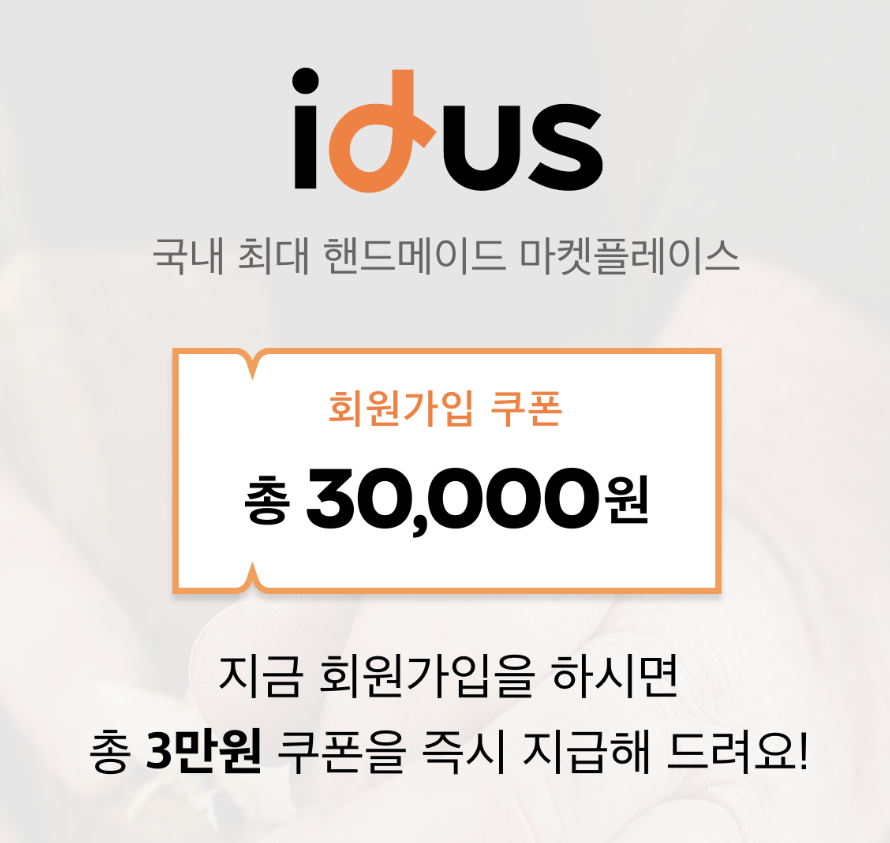 idus
국내 최대 핸드메이드 마켓플레이스
회원가입 쿠폰
총 30,000원
지금 회원가입을 하시면
총 3만원 쿠폰을 즉시 지급해 드려요!